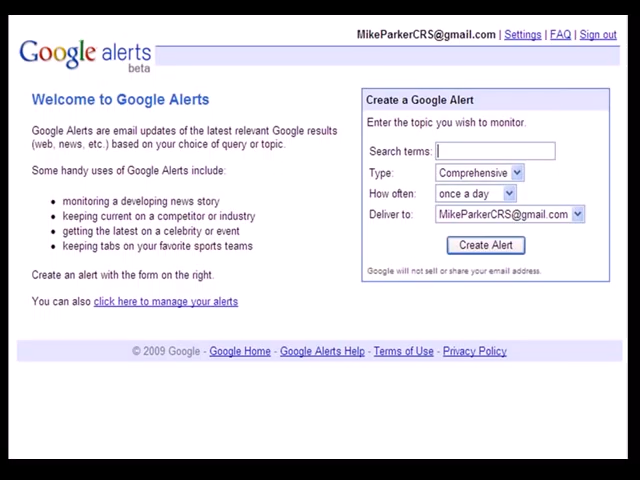 MikeParkerCRS@gmail.com | Settings | FAQ | Sign out
Google alerts
beta
Welcome to Google Alerts
Google Alerts are email updates of the latest relevant Google results
(web, news, etc.) based on your choice of query or topic.
Some handy uses of Google Alerts include:
• monitoring a developing news story
• keeping current on a competitor or industry
• getting the latest on a celebrity or event
• keeping tabs on your favorite sports teams
Create an alert with the form on the right.
You can also click here to manage your alerts
Create a Google Alert
Enter the topic you wish to monitor.
Search terms:
Type: Comprehensive
How often: once a day
Deliver to: MikeParkerCRS@gmail.com
Create Alert
Google will not sell or share your email address.
© 2009 Google - Google Home - Google Alerts Help - Terms of Use - Privacy Policy